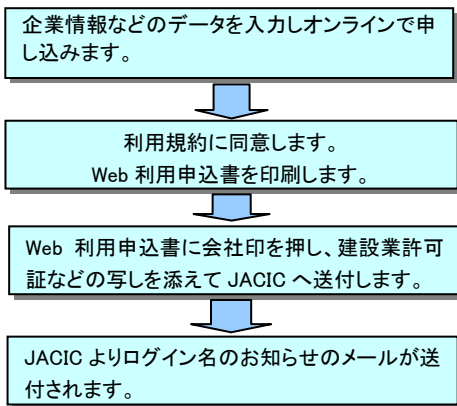 企業情報などのデータを入力しオンラインで申
し込みます。
利用規約に同意します。
Web 利用申込書を印刷します。
Web 利用申込書に会社印を押し、建設業許可
証などの写しを添えて JACIC へ送付します。
JACIC よりログイン名のお知らせのメールが送
付されます。